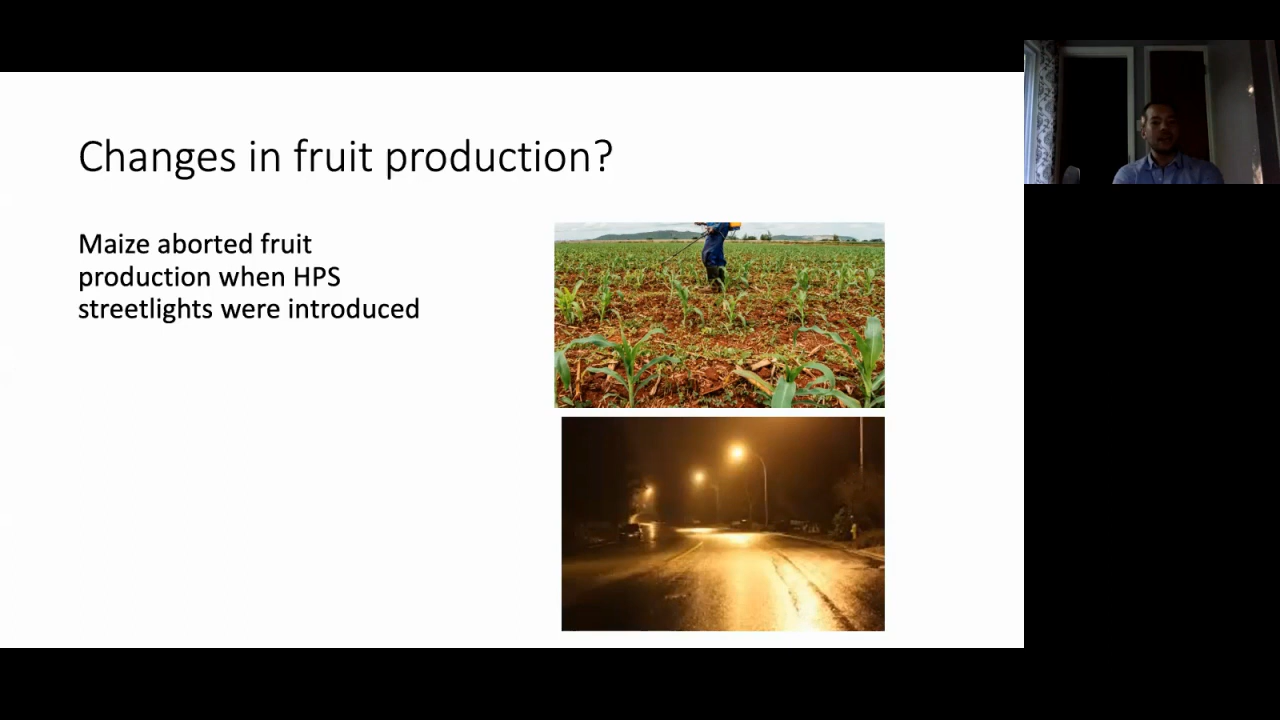 Changes in fruit production?
Maize aborted fruit
production when HPS
streetlights were introduced